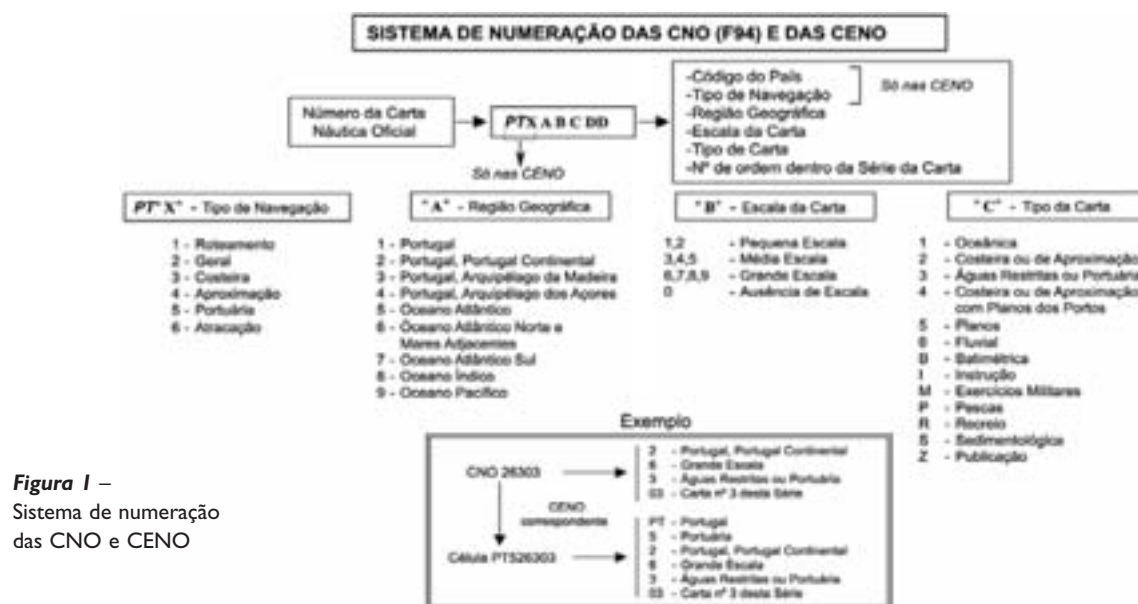 SISTEMA DE NUMERAÇÃO DAS CNO (F94) E DAS CENO
Número da Carta
Náutica Oficial
PTX A B C DD
Só nas CENO
-Código do País
-Tipo de Navegação
Só nas CENO
-Região Geográfica
-Escala da Carta
-Tipo de Carta
-Nº de ordem dentro da Série da Carta
PT"X" - Tipo de Navegação
1 - Roteamento
2 - Geral
3 - Costeira
4 - Aproximação
5 - Portuária
6 - Atracação
"A" - Região Geográfica
1 - Portugal
2 - Portugal, Portugal Continental
3 - Portugal, Arquipélago da Madeira
4 - Portugal, Arquipélago dos Açores
5 - Oceano Atlântico
6 - Oceano Atlântico Norte e
Mares Adjacentes
7 - Oceano Atlântico Sul
8 - Oceano Índico
9 - Oceano Pacífico
"B" - Escala da Carta
1,2 - Pequena Escala
3,4,5 - Média Escala
6,7,8,9 - Grande Escala
0 - Ausência de Escala
"C" - Tipo da Carta
1 - Oceânica
2 - Costeira ou de Aproximação
3 - Águas Restritas ou Portuária
4 - Costeira ou de Aproximação
com Planos dos Portos
5 - Planos
6 - Fluvial
B - Batimétrica
I - Instrução
M - Exercícios Militares
P - Pescas
R - Recreio
S - Sedimentológica
Z - Publicação
Exemplo
CNO 26303
2 - Portugal, Portugal Continental
6 - Grande Escala
3 - Águas Restritas ou Portuária
03 - Carta nº 3 desta Série
CENO
correspondente
Célula PT526303
PT - Portugal
5 - Portuária
2 - Portugal, Portugal Continental
6 - Grande Escala
3 - Águas Restritas ou Portuária
03 - Carta nº 3 desta Série
Figura 1 –
Sistema de numeração
das CNO e CENO